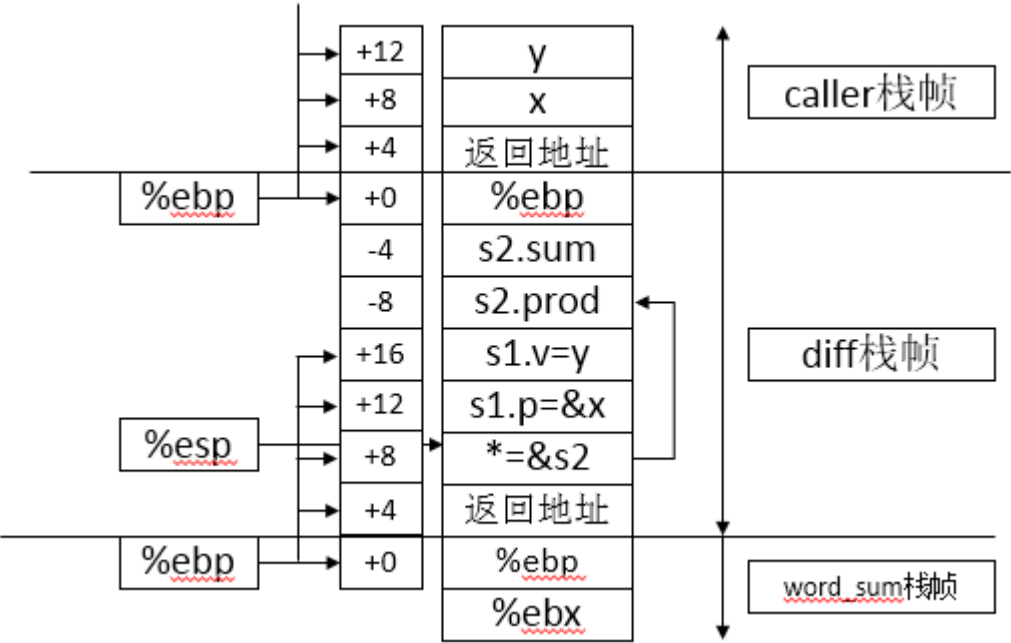 +12 y
+8 x caller栈帧
+4 返回地址
%ebp +0 %ebp
-4 s2.sum
-8 s2.prod
+16 s1.v=y diff栈帧
+12 s1.p=&x
%esp +8 *=&s2
+4 返回地址
%ebp +0 %ebp
word_sum栈帧
%ebx